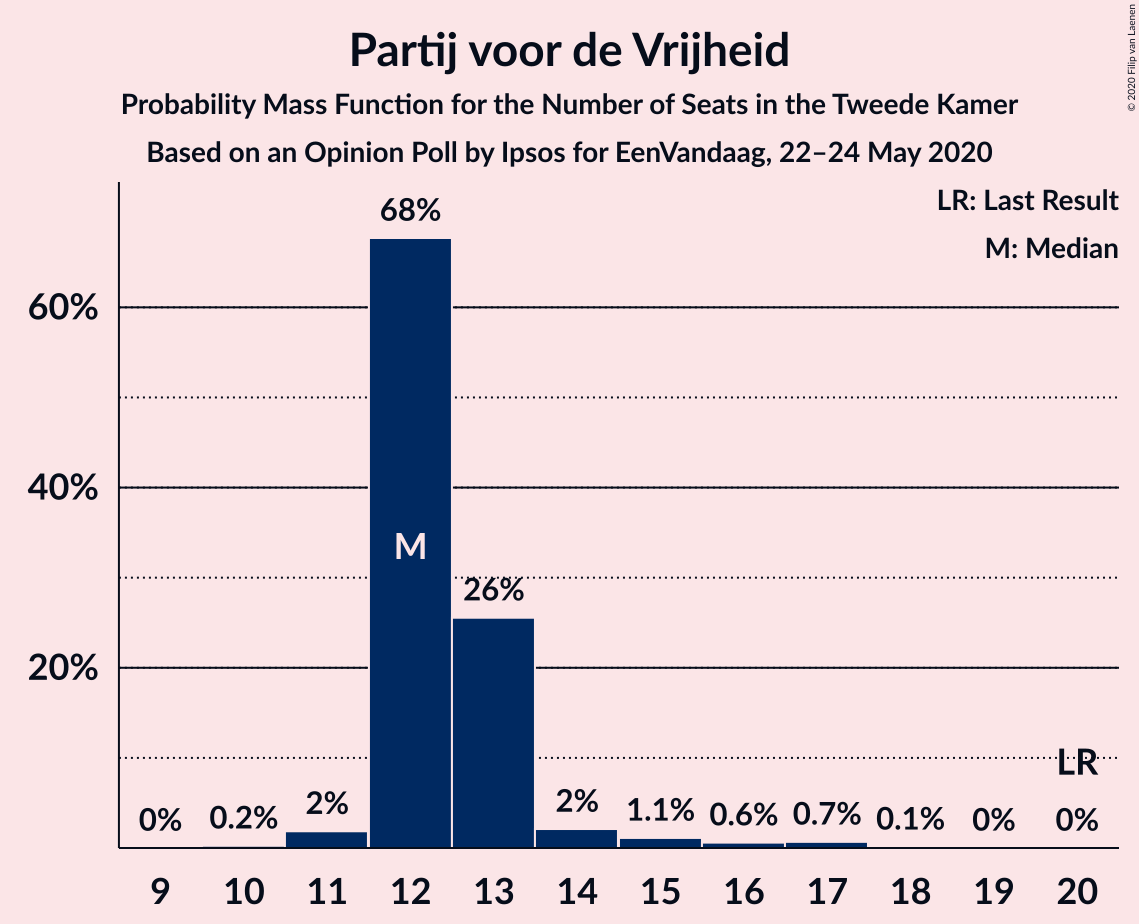 Partij voor de Vrijheid
Probability Mass Function for the Number of Seats in the Tweede Kamer
Based on an Opinion Poll by Ipsos for EenVandaag, 22–24 May 2020
© 2020 Filip van Laenen
LR: Last Result
M: Median
60%
40%
20%
0%
0.2%
2%
68%
M
26%
2%
1.1%
0.6%
0.7%
0.1%
0%
LR
0%
9 10 11 12 13 14 15 16 17 18 19 20